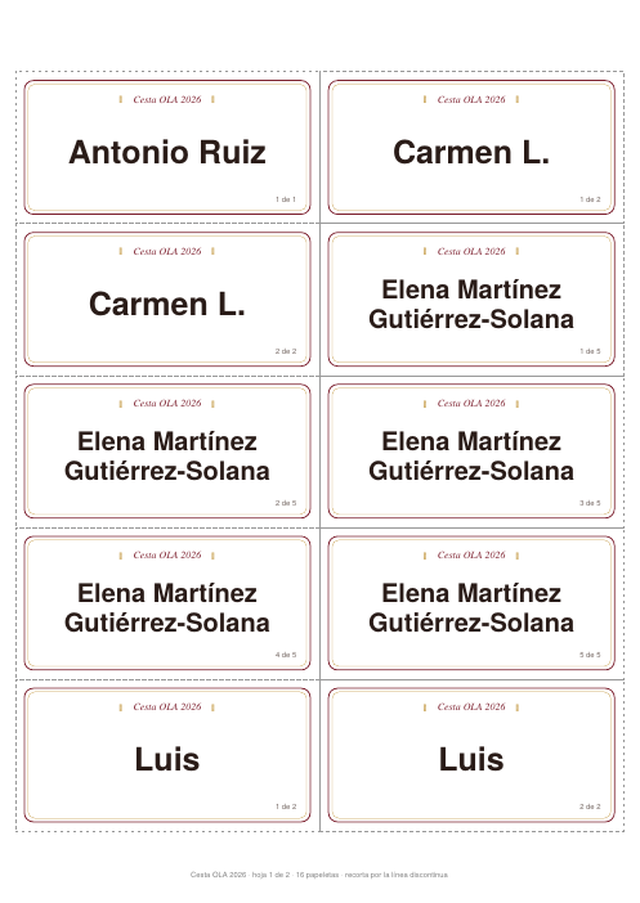 Cesta OLA 2026
Antonio Ruiz
1 de 1
Cesta OLA 2026
Carmen L.
1 de 2
Cesta OLA 2026
Carmen L.
2 de 2
Cesta OLA 2026
Elena Martínez
Gutiérrez-Solana
1 de 5
Cesta OLA 2026
Elena Martínez
Gutiérrez-Solana
2 de 5
Cesta OLA 2026
Elena Martínez
Gutiérrez-Solana
3 de 5
Cesta OLA 2026
Elena Martínez
Gutiérrez-Solana
4 de 5
Cesta OLA 2026
Elena Martínez
Gutiérrez-Solana
5 de 5
Cesta OLA 2026
Luis
1 de 2
Cesta OLA 2026
Luis
2 de 2
Cesta OLA 2026 · hoja 1 de 2 · 16 papeletas · recorta por la línea discontinua